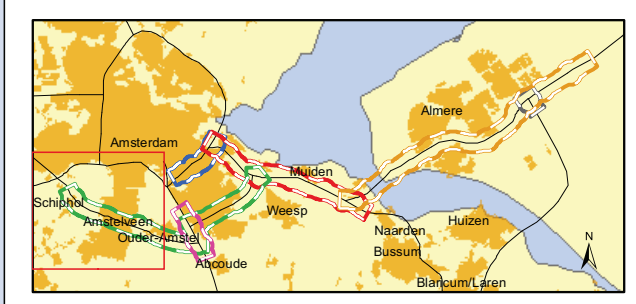 Almere
Amsterdam
Muiden
Schiphol
Weesp
Amstelveen
Huizen
Ouder-Amstel
Naarden
N
Bussum
Abcoude
Blaricum/Laren